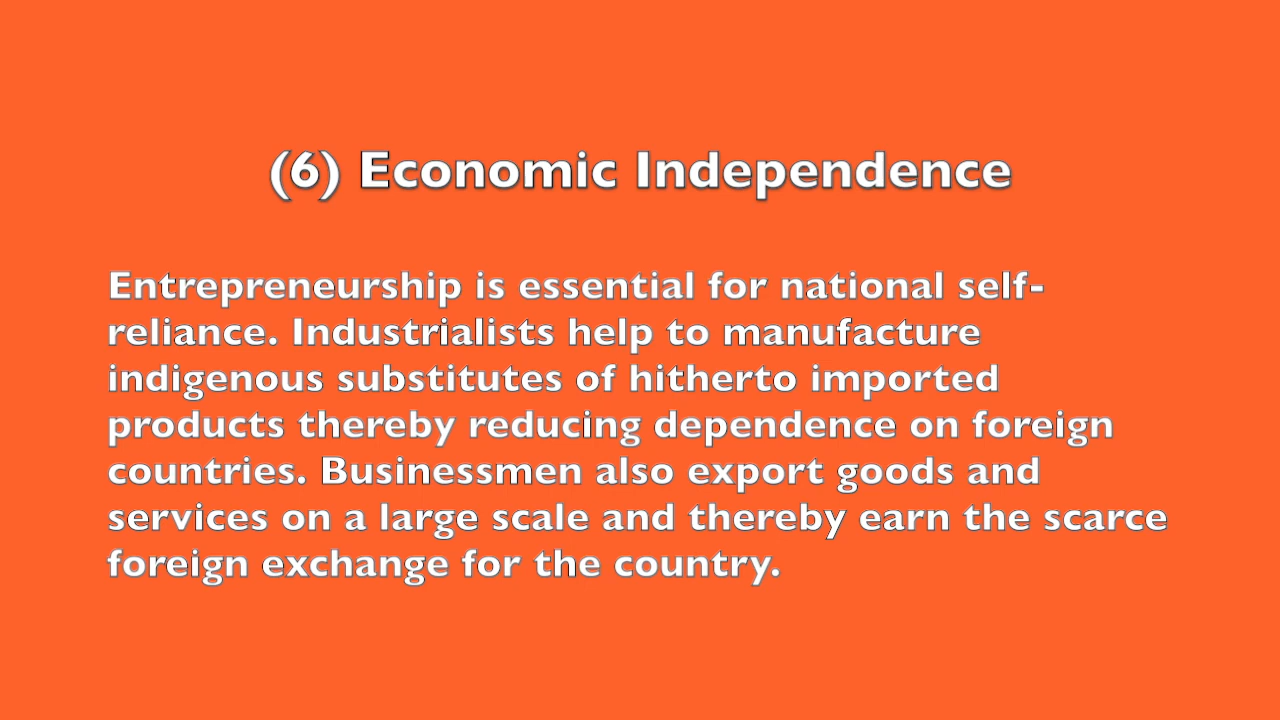 (6) Economic Independence
Entrepreneurship is essential for national self-
reliance. Industrialists help to manufacture
indigenous substitutes of hitherto imported
products thereby reducing dependence on foreign
countries. Businessmen also export goods and
services on a large scale and thereby earn the scarce
foreign exchange for the country.